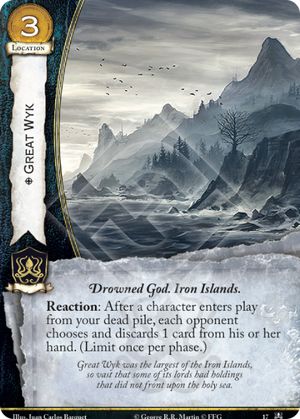 3
LOCATION
GREAT WYK
Drowned God. Iron Islands.
Reaction: After a character enters play
from your dead pile, each opponent
chooses and discards 1 card from his or her
hand. (Limit once per phase.)
Great Wyk was the largest of the Iron Islands,
so vast that some of its lords had holdings
that did not front upon the holy sea.
Illus. Juan Carlos Barquet
© George R.R. Martin © FFG
17